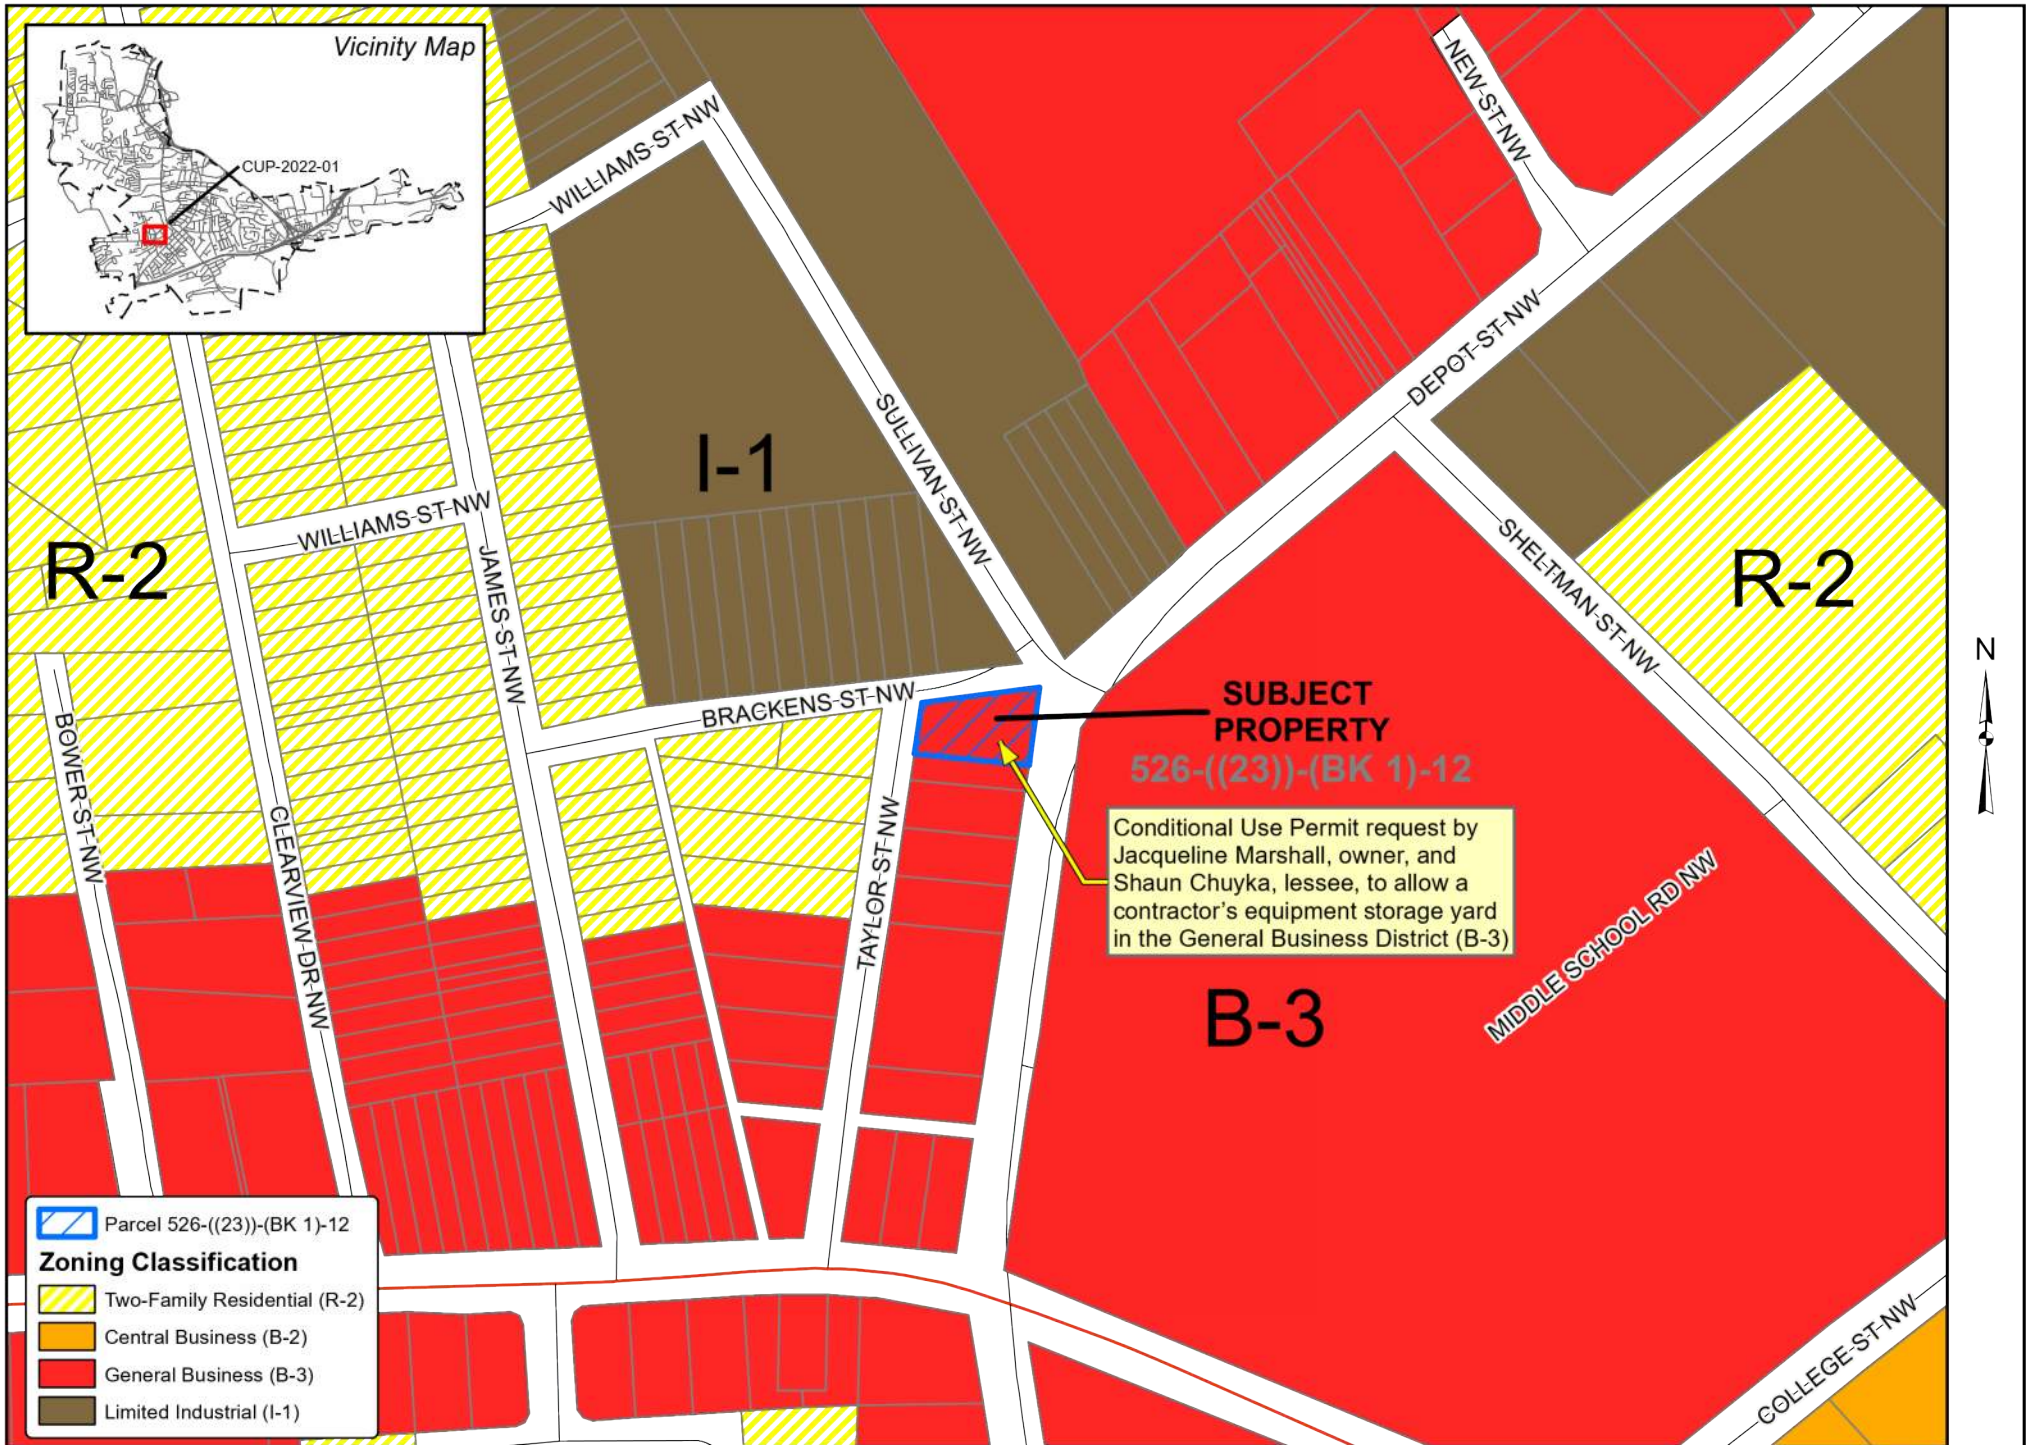 Vicinity Map
CUP-2022-01
WILLIAMS ST NW
NEW ST NW
SULLIVAN ST NW
DEPOT ST NW
I-1
WILLIAMS ST NW
R-2
JAMES ST NW
SHELTMAN ST NW
R-2
N
BRACKENS ST NW
SUBJECT
PROPERTY
526-((23))-(BK 1)-12
BOWER ST NW
CLEARVIEW DR NW
TAYLOR ST NW
Conditional Use Permit request by
Jacqueline Marshall, owner, and
Shaun Chuyka, lessee, to allow a
contractor's equipment storage yard
in the General Business District (B-3)
MIDDLE SCHOOL RD NW
B-3
COLLEGE ST NW
Parcel 526-((23))-(BK 1)-12
Zoning Classification
Two-Family Residential (R-2)
Central Business (B-2)
General Business (B-3)
Limited Industrial (I-1)